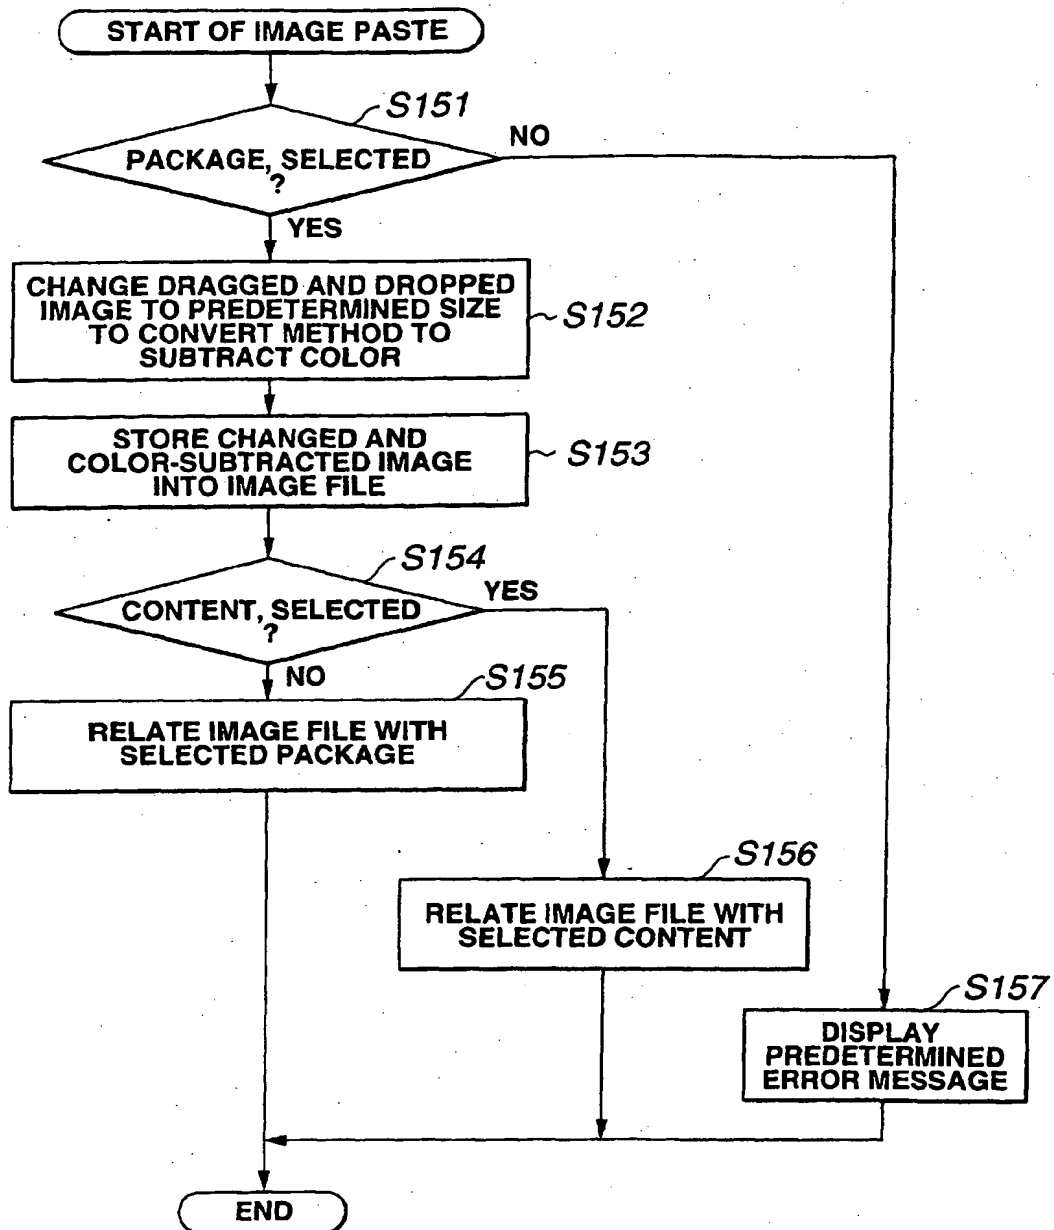 START OF IMAGE PASTE
S151
PACKAGE, SELECTED
?
NO
YES
CHANGE DRAGGED AND DROPPED
IMAGE TO PREDETERMINED SIZE
TO CONVERT METHOD TO
SUBTRACT COLOR
S152
STORE CHANGED AND
COLOR-SUBTRACTED IMAGE
INTO IMAGE FILE
S153
S154
CONTENT, SELECTED
?
YES
NO
S155
RELATE IMAGE FILE WITH
SELECTED PACKAGE
S156
RELATE IMAGE FILE WITH
SELECTED CONTENT
S157
DISPLAY
PREDETERMINED
ERROR MESSAGE
END